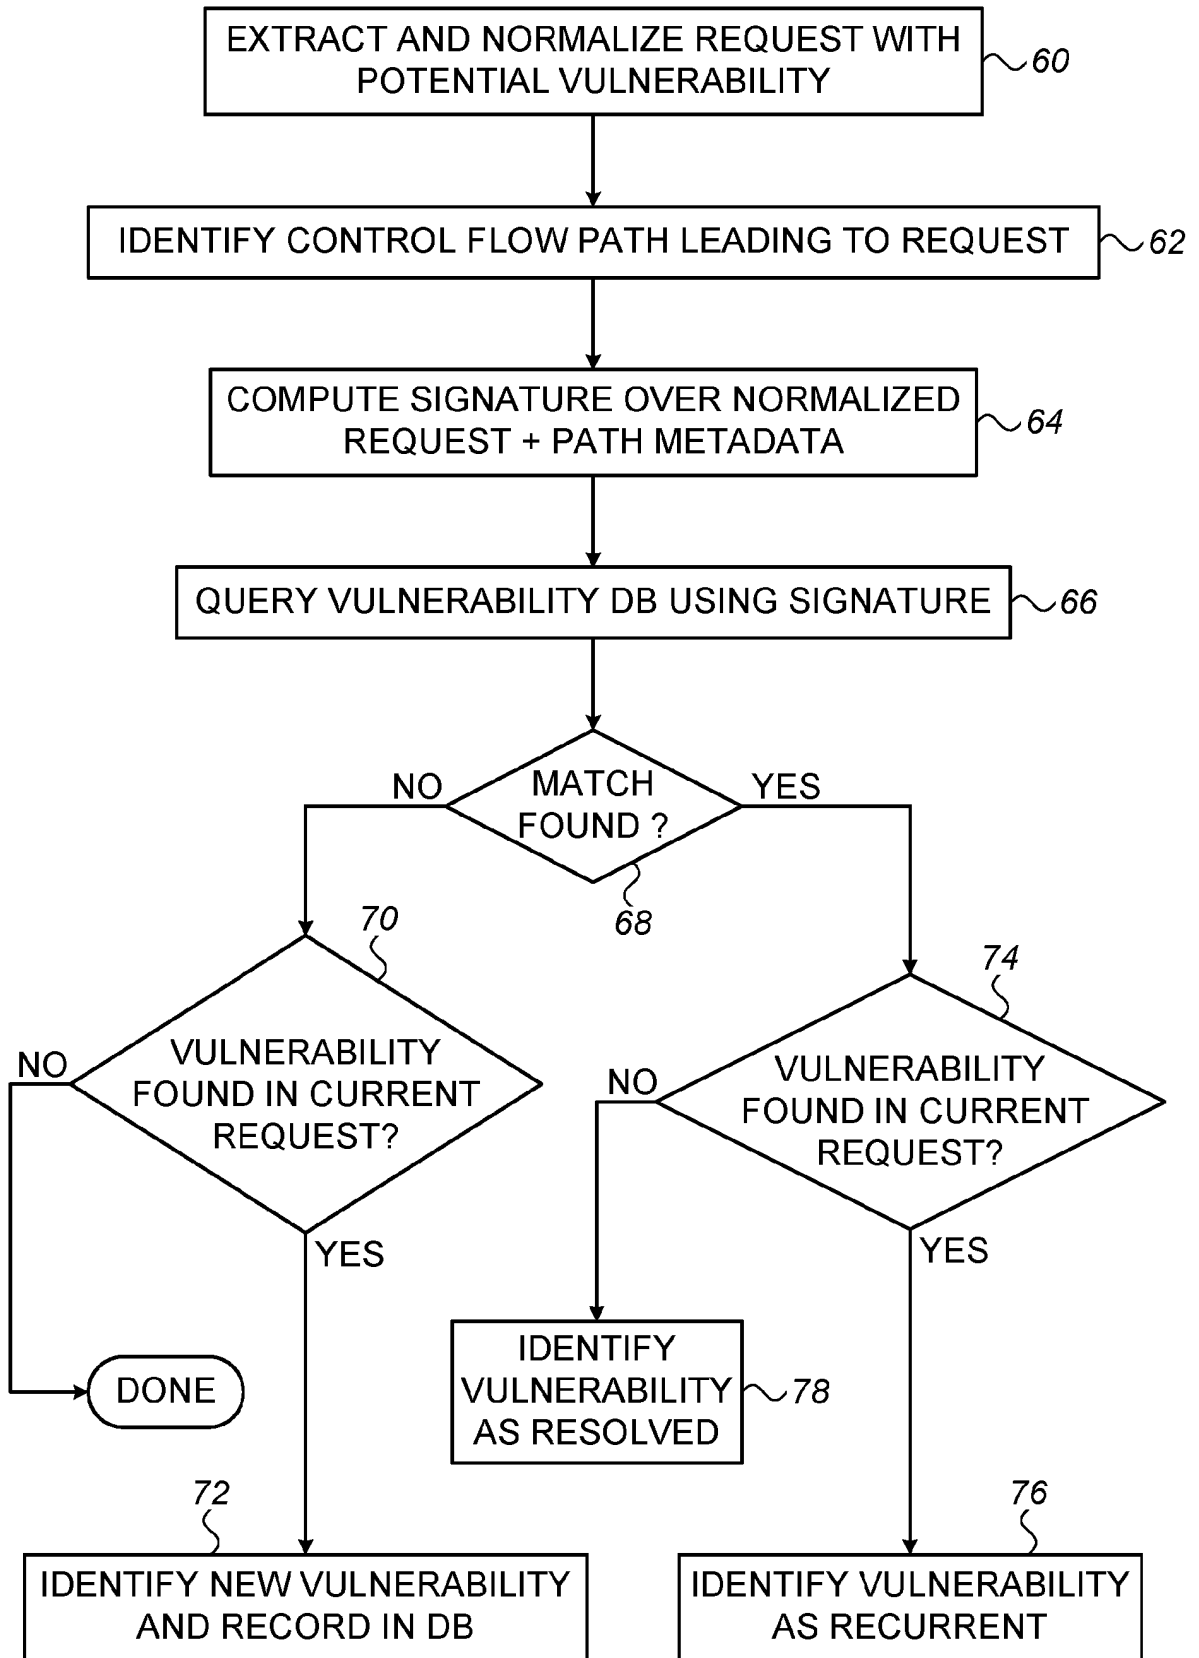 EXTRACT AND NORMALIZE REQUEST WITH
POTENTIAL VULNERABILITY
60
IDENTIFY CONTROL FLOW PATH LEADING TO REQUEST
62
COMPUTE SIGNATURE OVER NORMALIZED
REQUEST + PATH METADATA
64
QUERY VULNERABILITY DB USING SIGNATURE
66
NO
MATCH
FOUND ?
YES
68
70
VULNERABILITY
FOUND IN CURRENT
REQUEST?
NO
YES
74
VULNERABILITY
FOUND IN CURRENT
REQUEST?
NO
YES
DONE
IDENTIFY
VULNERABILITY
AS RESOLVED
78
72
IDENTIFY NEW VULNERABILITY
AND RECORD IN DB
76
IDENTIFY VULNERABILITY
AS RECURRENT